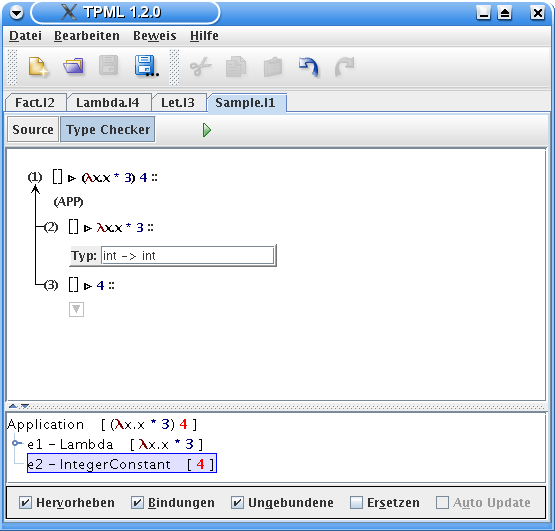 TPML 1.2.0
Datei Bearbeiten Beweis Hilfe
Fact.l2 Lambda.l4 Let.l3 Sample.l1
Source Type Checker
(1) [] ▷ (λx.x * 3) 4 ::
(APP)
(2) [] ▷ λx.x * 3 ::
Typ: int -> int
(3) [] ▷ 4 ::
Application [ (λx.x * 3) 4 ]
e1 - Lambda [ λx.x * 3 ]
e2 - IntegerConstant [ 4 ]
Hervorheben Bindungen Ungebundene Ersetzen Auto Update